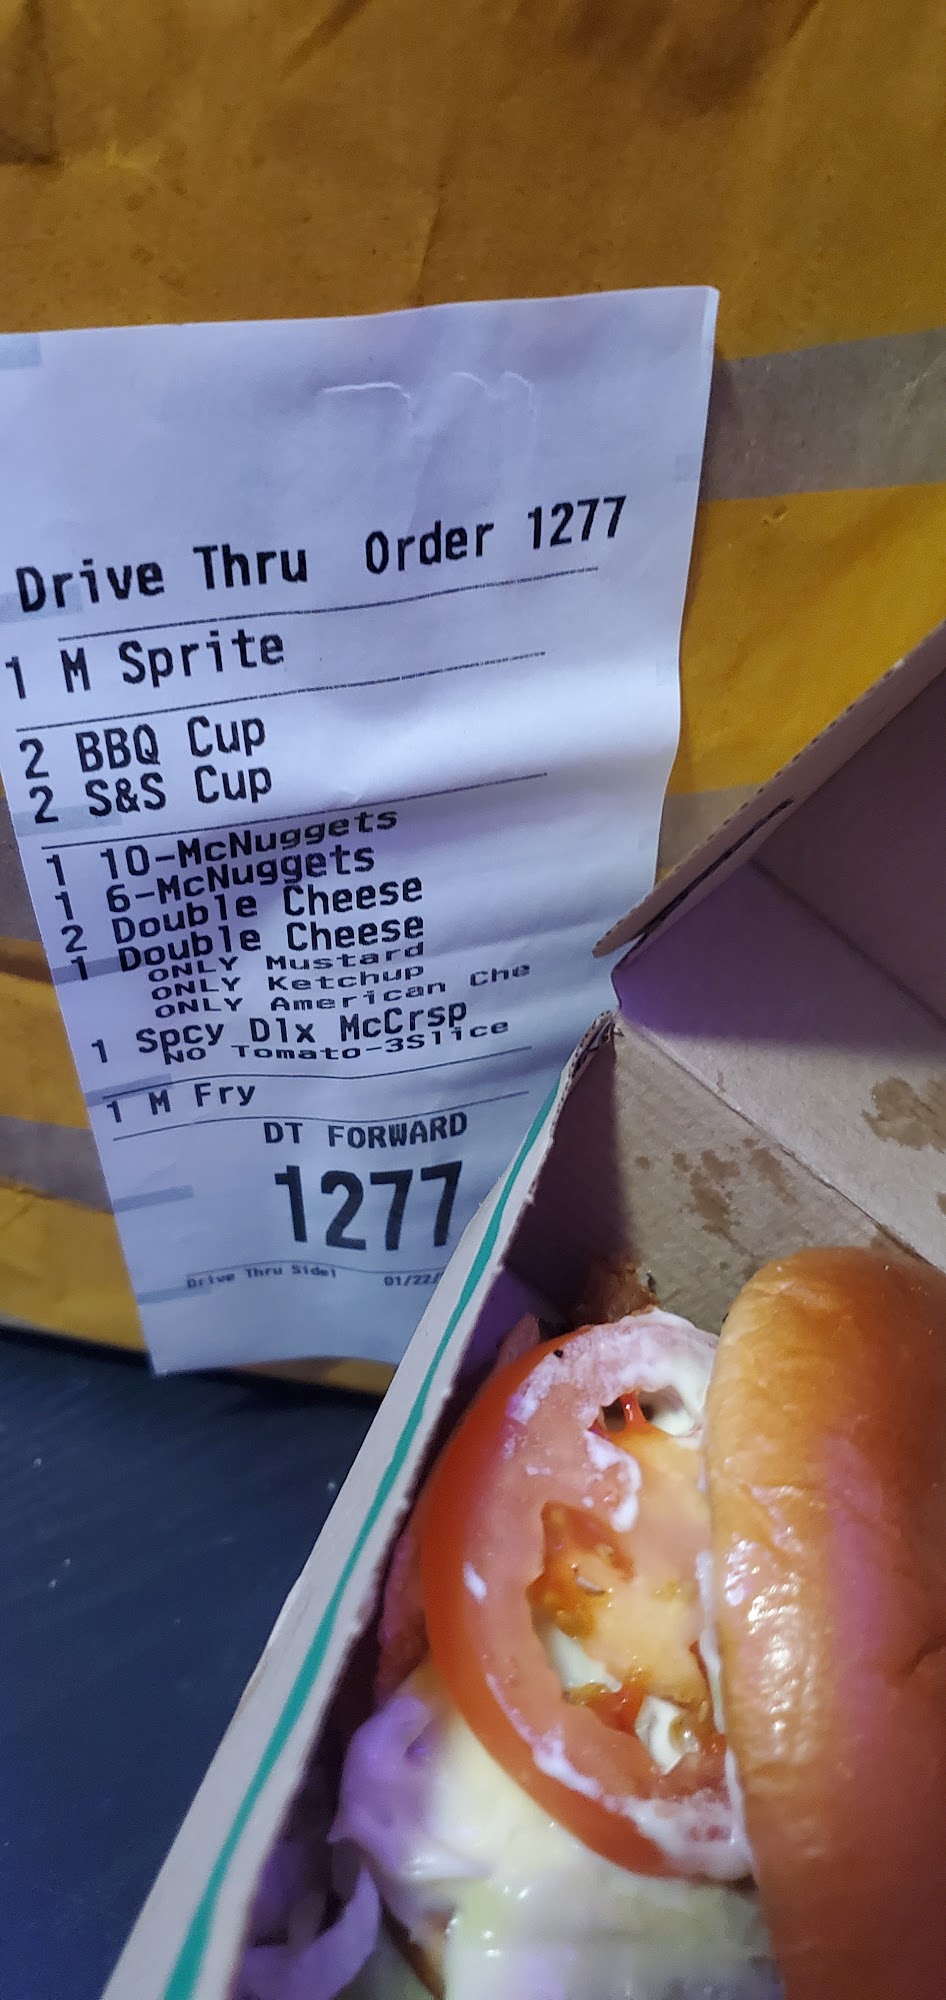 Drive Thru Order 1277
1 M Sprite
2 BBQ Cup
2 S&S Cup
1 10-McNuggets
1 6-McNuggets
2 Double Cheese
1 Double Cheese
ONLY Mustard
ONLY Ketchup
ONLY American Che
1 Spcy Dlx McCrsp
NO Tomato-3Slice
1 M Fry
DT FORWARD
1277
Drive Thru Side1 01/22/